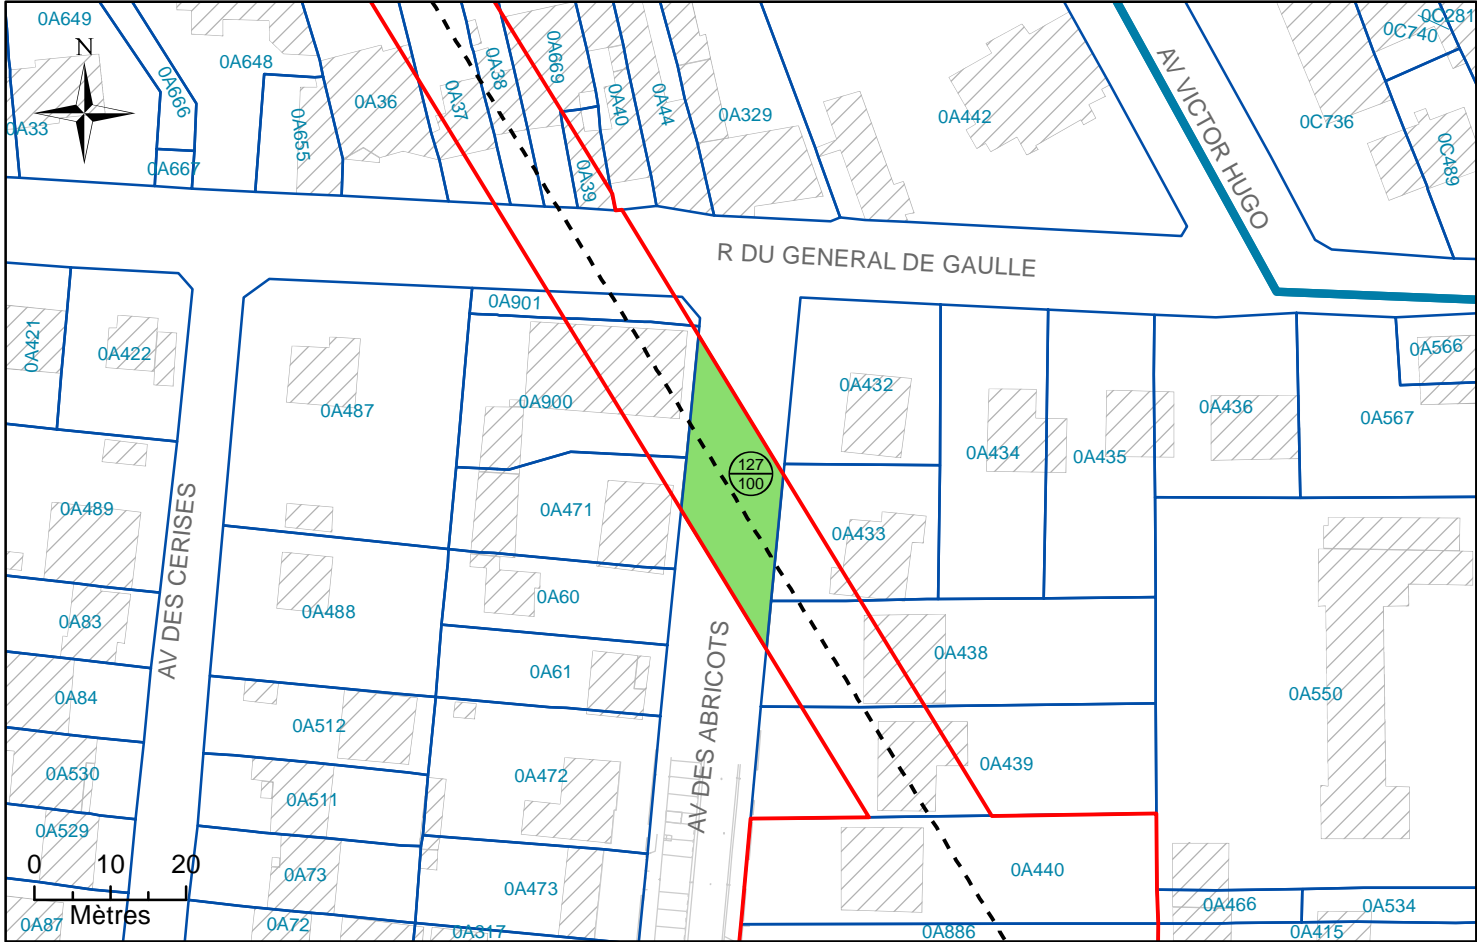 0A649
0C281
0C740
N
0A648
0A666
0A36
0A37
0A38
0A669
0A40
0A44
0A329
0A442
AV VICTOR HUGO
0C736
0C489
0A33
0A655
0A667
0A39
R DU GENERAL DE GAULLE
0A901
0A421
0A422
0A487
0A900
0A432
0A434
0A435
0A436
0A566
0A567
127
100
0A489
AV DES CERISES
0A471
0A433
0A83
0A488
0A60
0A438
0A84
0A61
AV DES ABRICOTS
0A550
0A512
0A530
0A511
0A472
0A439
0A529
0 10 20
Mètres
0A73
0A473
0A440
0A466
0A534
0A87
0A72
0A317
0A886
0A415